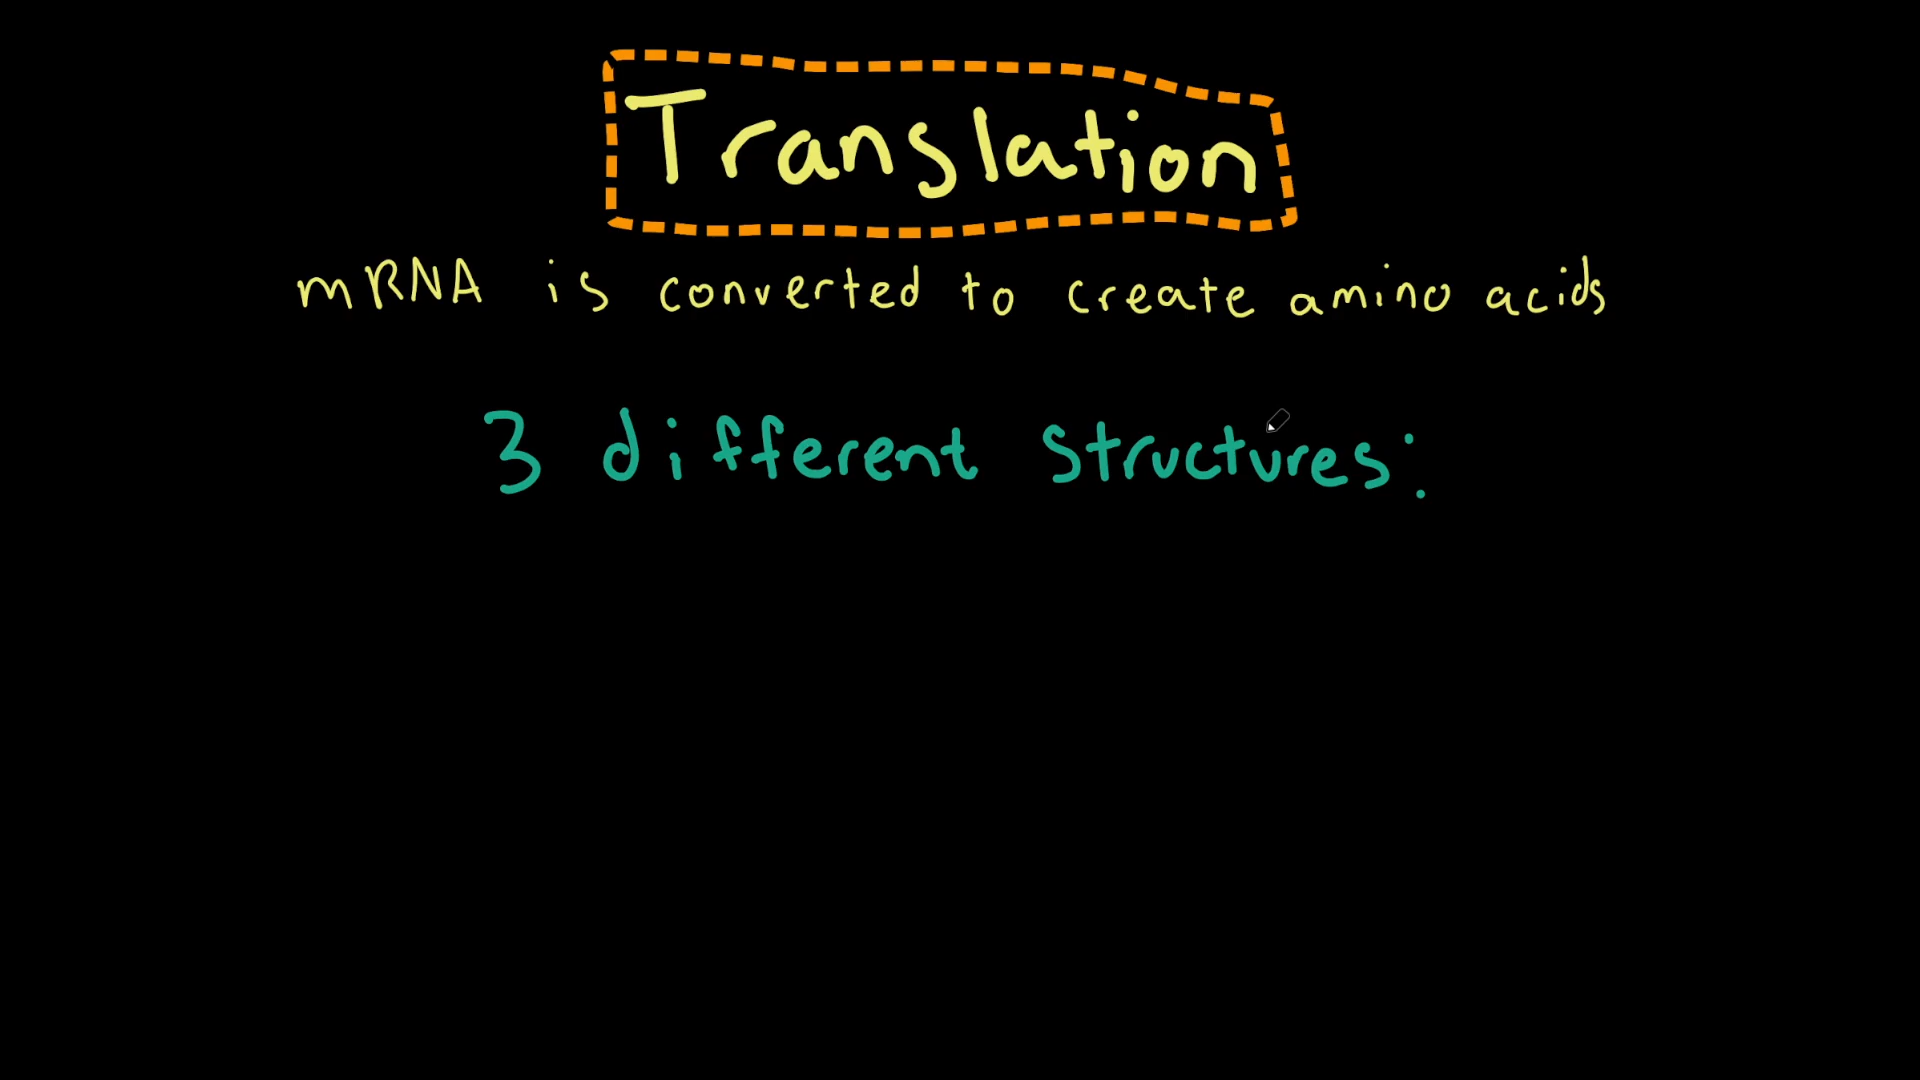 Translation
mRNA is converted to create amino acids
3 different structures: